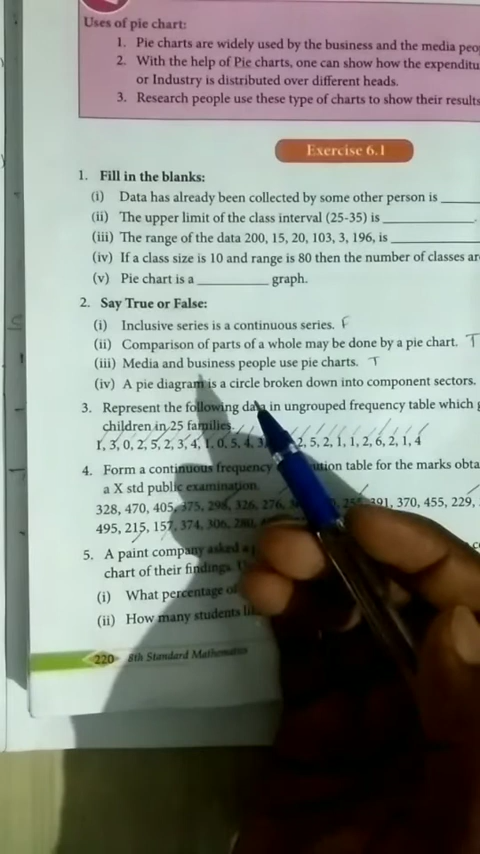 Uses of pie chart:
1. Pie charts are widely used by the business and the media peo
2. With the help of Pie charts, one can show how the expenditu
or Industry is distributed over different heads.
3. Research people use these type of charts to show their results
Exercise 6.1
1. Fill in the blanks:
(i) Data has already been collected by some other person is ____
(ii) The upper limit of the class interval (25-35) is ____________.
(iii) The range of the data 200, 15, 20, 103, 3, 196, is ____________
(iv) If a class size is 10 and range is 80 then the number of classes ar
(v) Pie chart is a _________ graph.
2. Say True or False:
(i) Inclusive series is a continuous series. F
(ii) Comparison of parts of a whole may be done by a pie chart. T
(iii) Media and business people use pie charts. T
(iv) A pie diagram is a circle broken down into component sectors.
3. Represent the following data in ungrouped frequency table which g
children in 25 families.
1, 3, 0, 2, 5, 2, 3, 4, 1, 0, 5, 4, 3, 2, 5, 2, 1, 1, 2, 6, 2, 1, 4
4. Form a continuous frequency table for the marks obta
a X std public examination.
328, 470, 405, 375, 298, 326, 276, 391, 370, 455, 229,
495, 215, 157, 374, 306, 280,
5. A paint company asked a
chart of their findings.
(i) What percentage of
(ii) How many students
220 8th Standard Mathematics